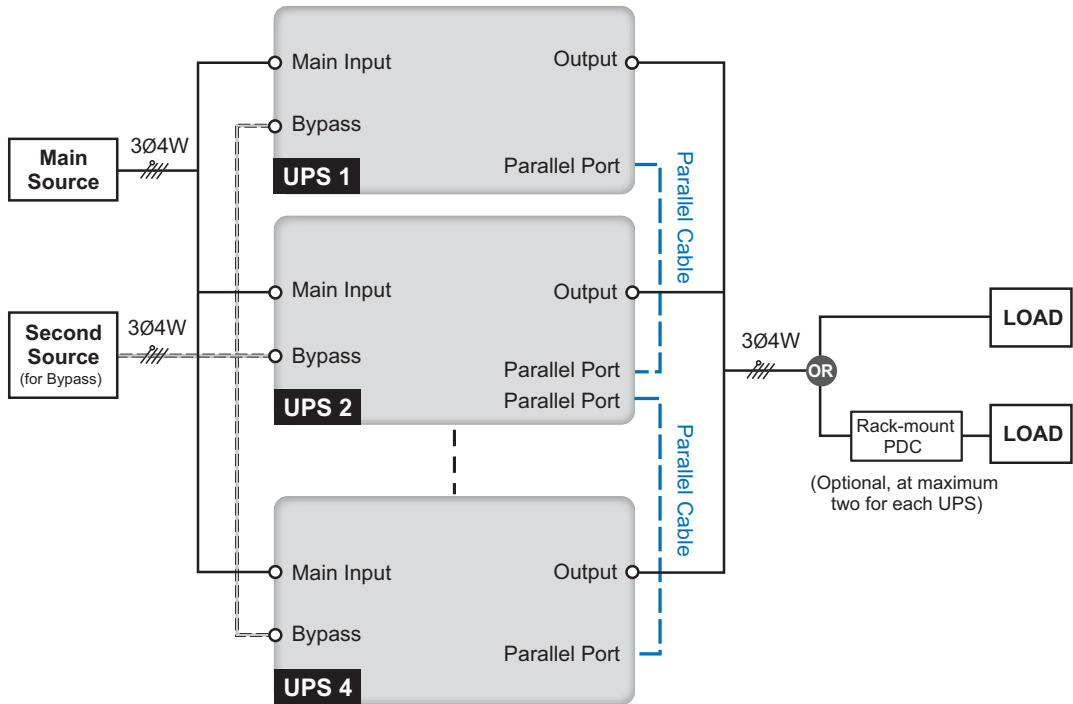 Main Input
Output
Bypass
Parallel Port
UPS 1
Main
Source
3Ø4W
Parallel Cable
Main Input
Output
Bypass
Parallel Port
Parallel Port
UPS 2
Second
Source
(for Bypass)
3Ø4W
3Ø4W
OR
LOAD
Rack-mount
PDC
LOAD
(Optional, at maximum
two for each UPS)
Parallel Cable
Main Input
Output
Bypass
Parallel Port
UPS 4